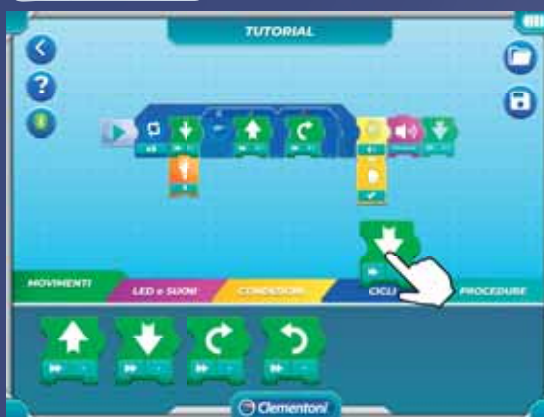 TUTORIAL
MOVIMENTI
LED e SUONI
CONDIZIONI
CICLI
PROCEDURE
Clementoni